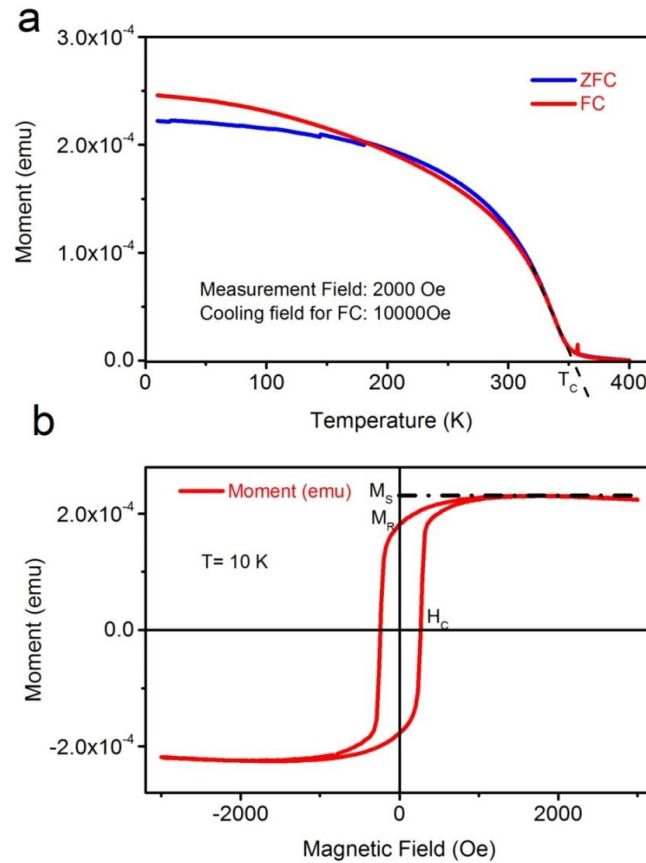 a
3.0x10⁻⁴
ZFC
FC
2.0x10⁻⁴
Moment (emu)
1.0x10⁻⁴
Measurement Field: 2000 Oe
Cooling field for FC: 10000Oe
0.0
T_C
0 100 200 300 400
Temperature (K)
b
Moment (emu)
M_S
2.0x10⁻⁴
M_R
T= 10 K
Moment (emu)
0.0
H_C
-2.0x10⁻⁴
-2000 0 2000
Magnetic Field (Oe)